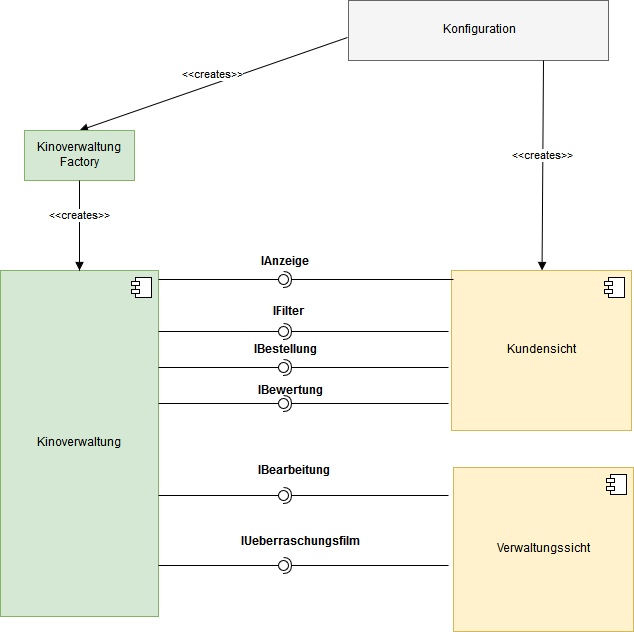 Konfiguration
<<creates>>
Kinoverwaltung
Factory
<<creates>>
<<creates>>
IAnzeige
IFilter
IBestellung
IBewertung
Kundensicht
Kinoverwaltung
IBearbeitung
IUeberraschungsfilm
Verwaltungssicht